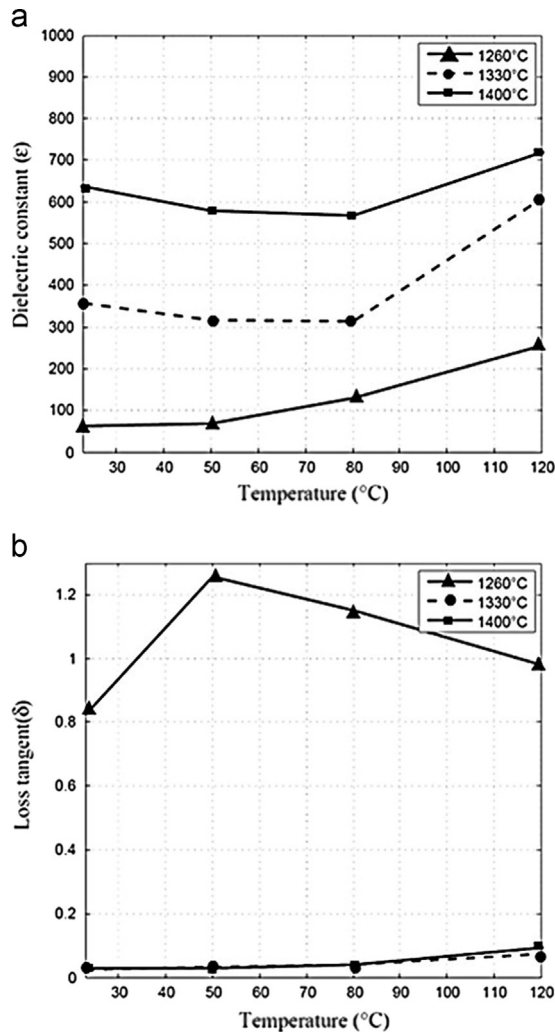 a
1000
900
800
700
600
500
400
300
200
100
0
Dielectric constant (ε)
1260°C
1330°C
1400°C
30 40 50 60 70 80 90 100 110 120
Temperature (°C)
b
1.2
1
0.8
0.6
0.4
0.2
0
Loss tangent(δ)
1260°C
1330°C
1400°C
30 40 50 60 70 80 90 100 110 120
Temperature (°C)